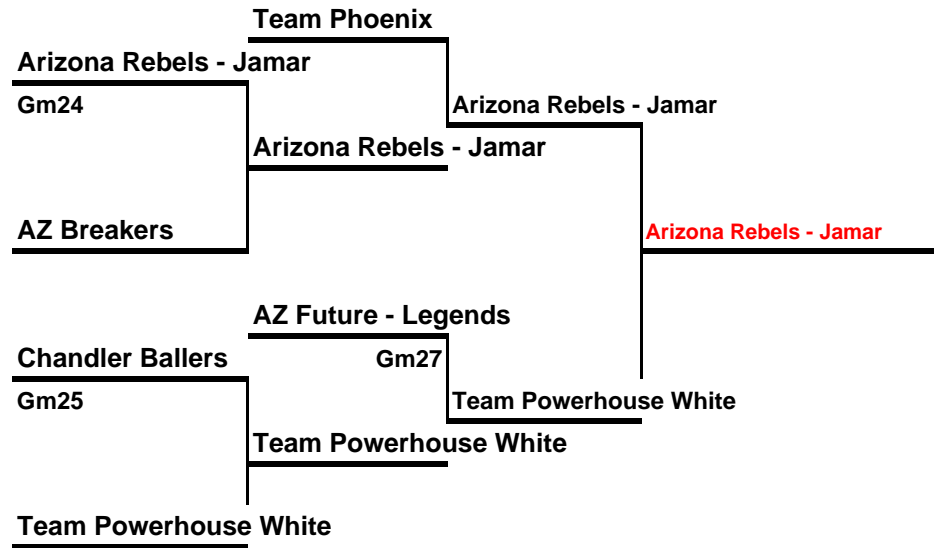 Team Phoenix
Arizona Rebels - Jamar
Gm24
Arizona Rebels - Jamar
Arizona Rebels - Jamar
AZ Breakers
Arizona Rebels - Jamar
AZ Future - Legends
Chandler Ballers
Gm27
Gm25
Team Powerhouse White
Team Powerhouse White
Team Powerhouse White